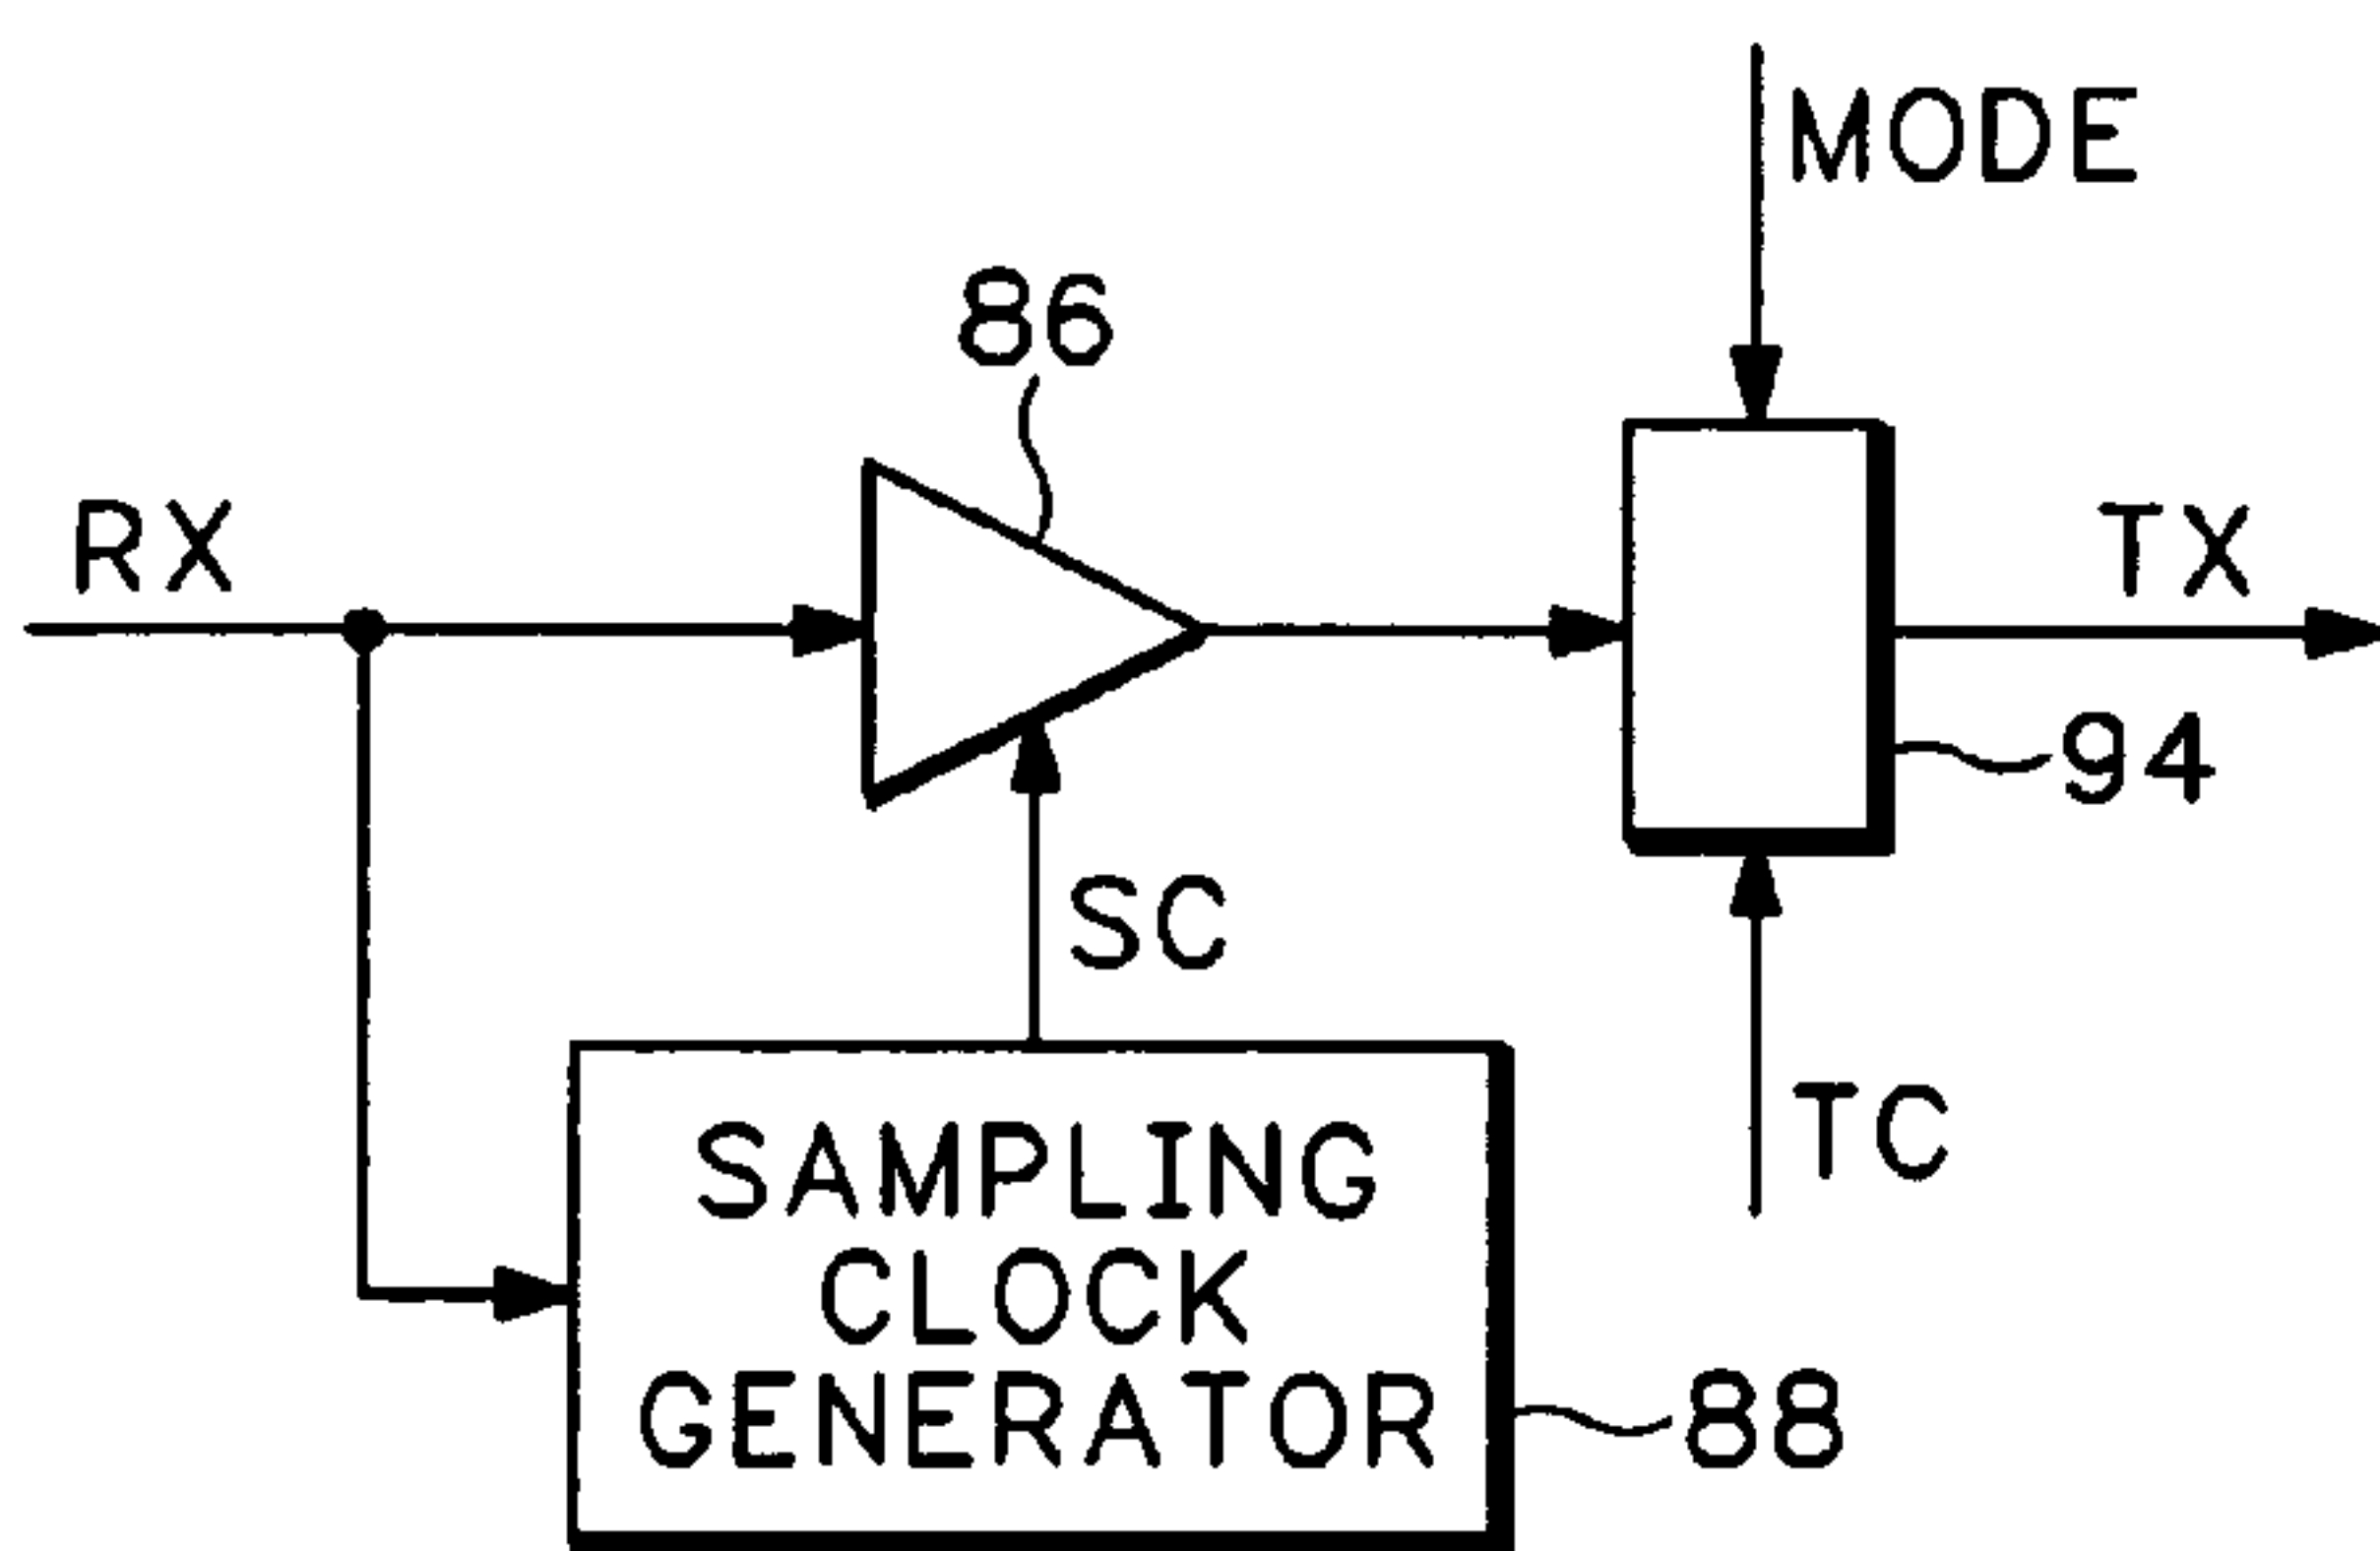 MODE
86
RX
TX
94
SC
TC
SAMPLING
CLOCK
GENERATOR
88